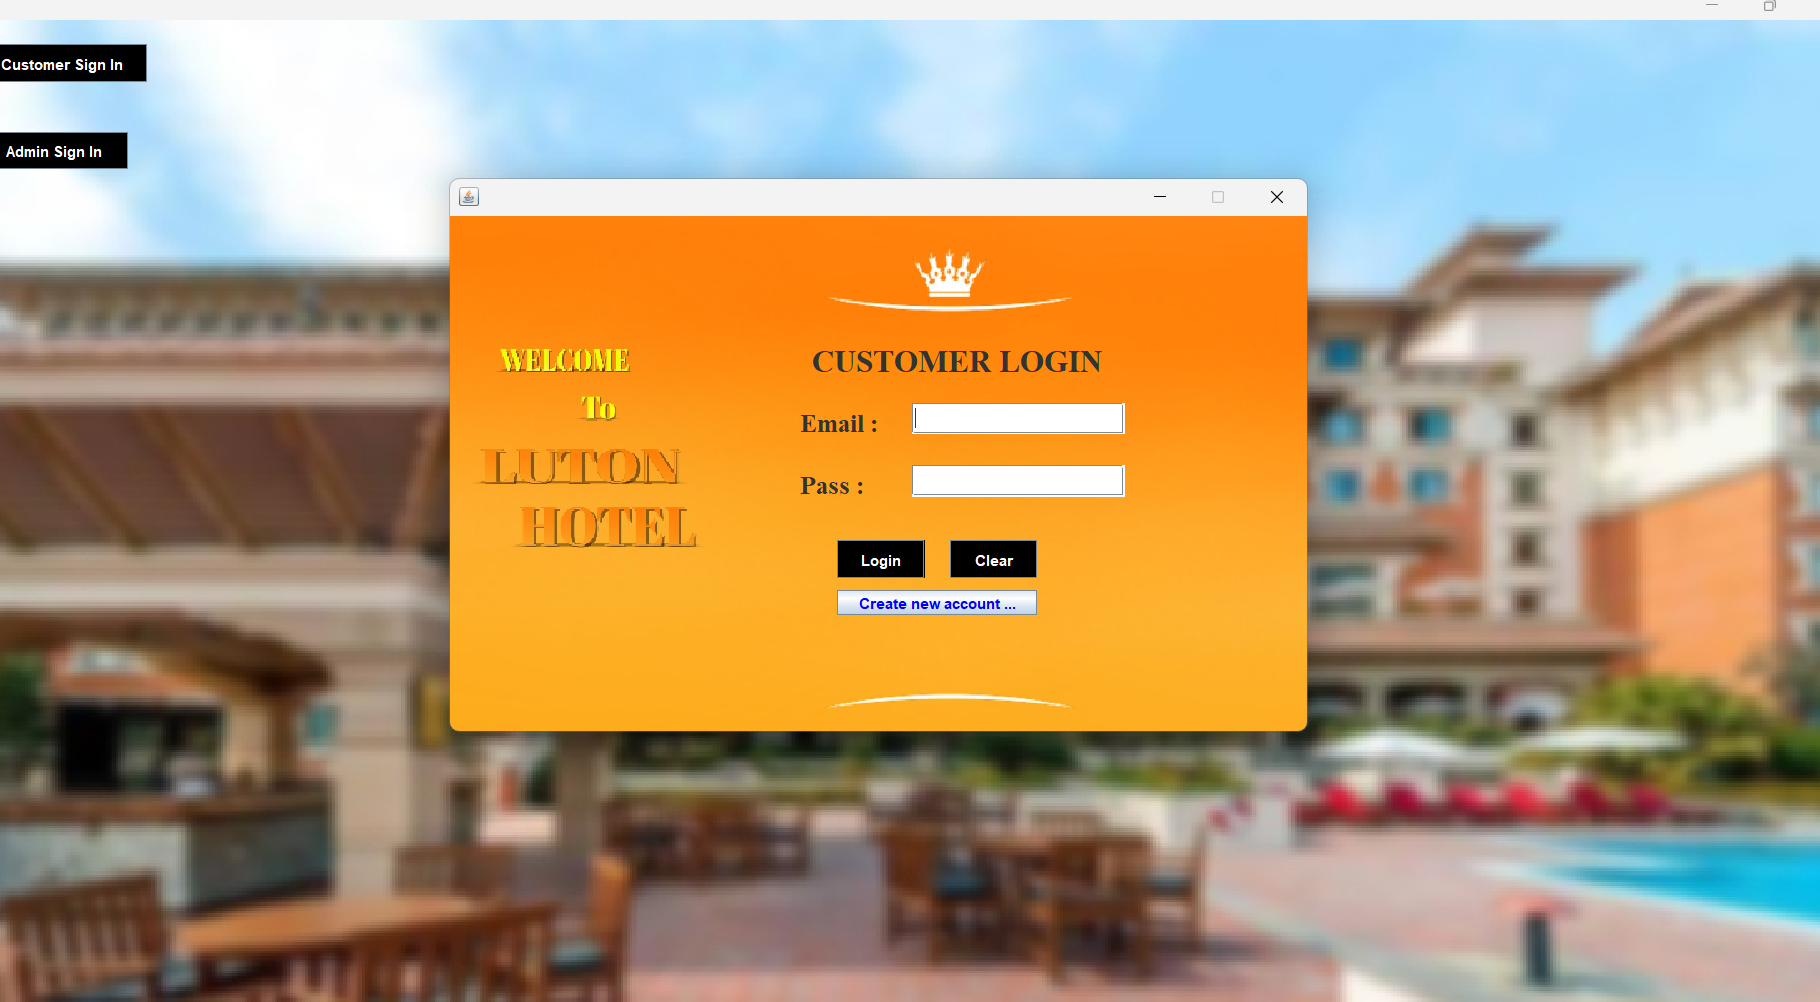 Customer Sign In
Admin Sign In
WELCOME
To
LUTON
HOTEL
CUSTOMER LOGIN
Email :
Pass :
Login
Clear
Create new account ...